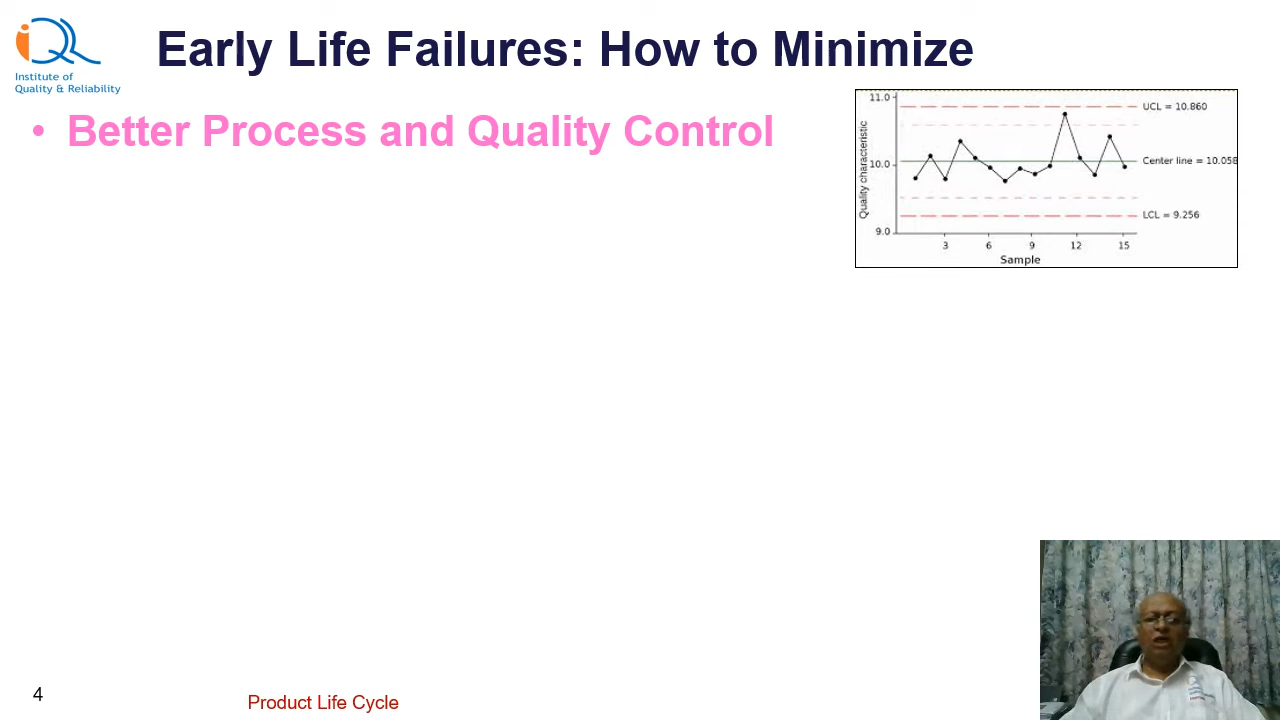 iQ
Institute of
Quality & Reliability
Early Life Failures: How to Minimize
• Better Process and Quality Control
11.0
10.0
9.0
Quality characteristic
UCL = 10.860
Center line = 10.058
LCL = 9.256
3 6 9 12 15
Sample
4
Product Life Cycle